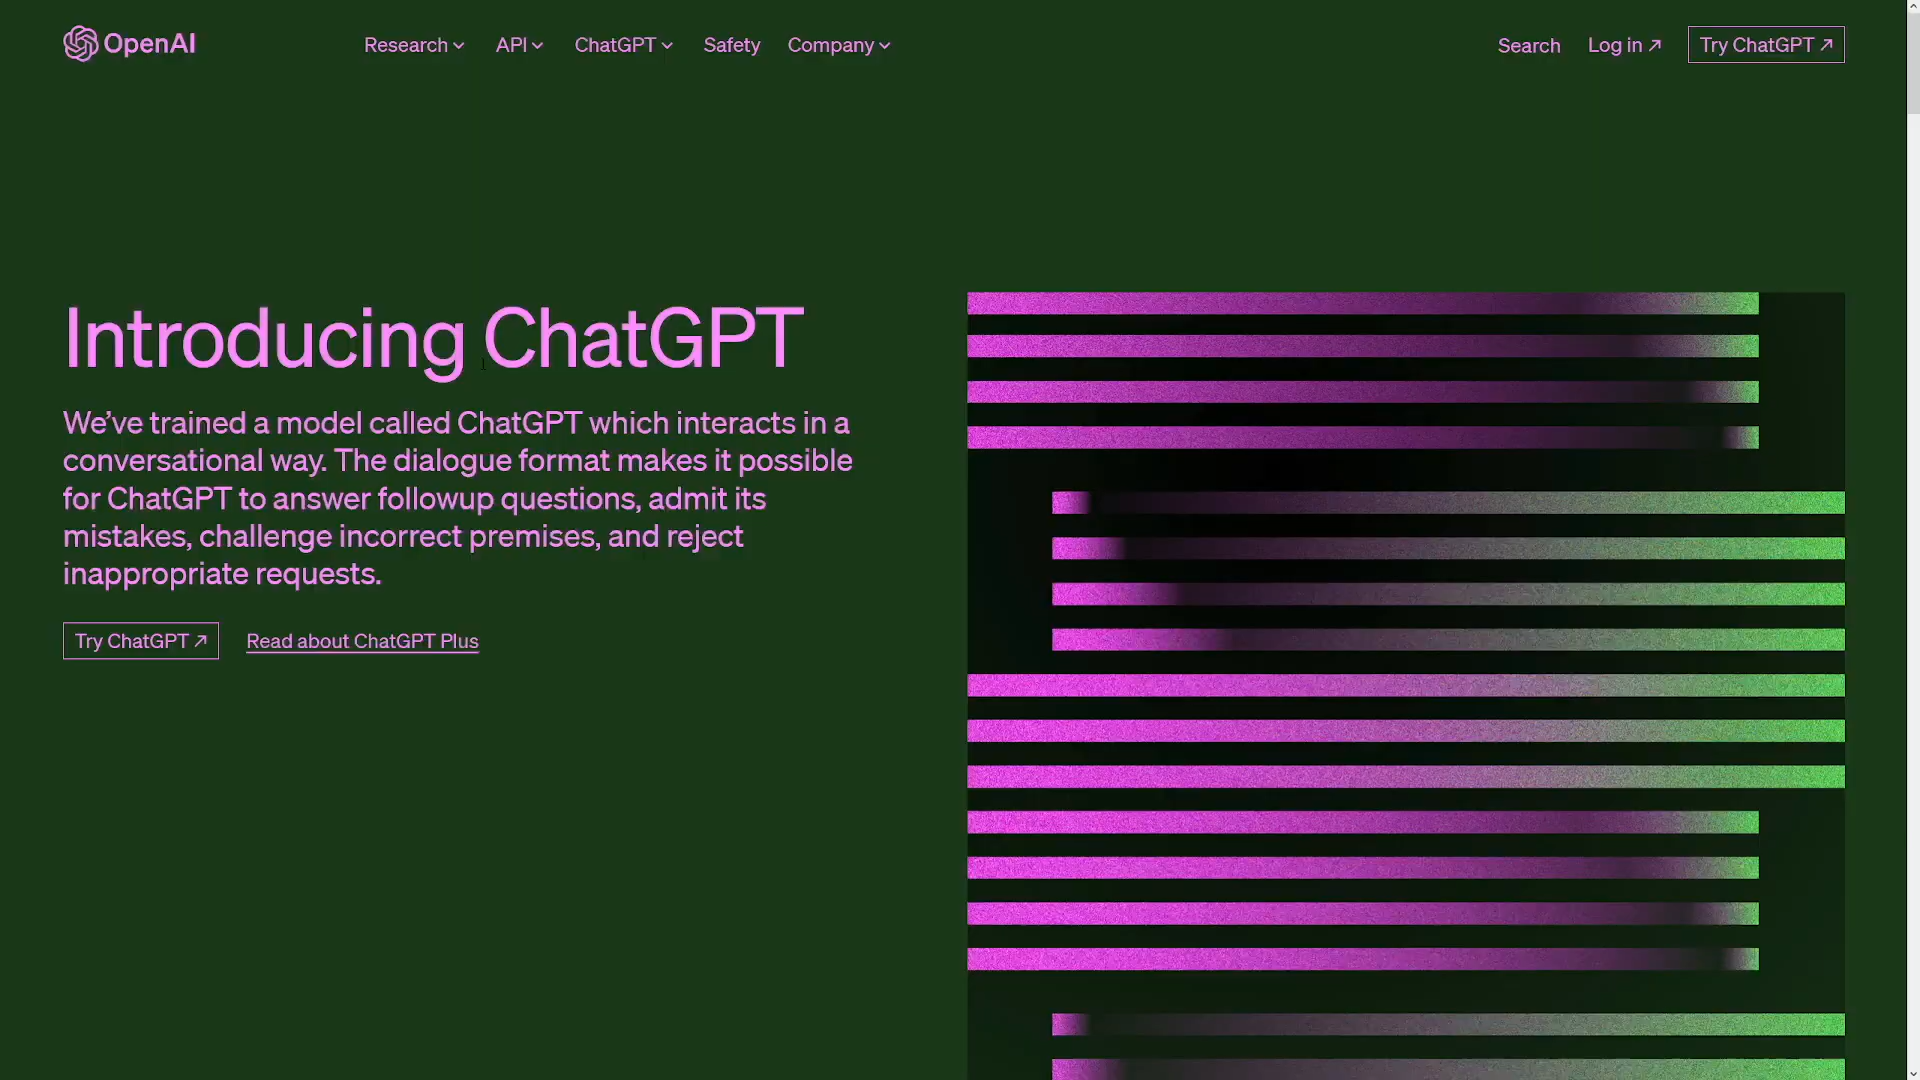 OpenAI
Research API ChatGPT Safety Company
Search Log in ↗ Try ChatGPT ↗
Introducing ChatGPT
We’ve trained a model called ChatGPT which interacts in a
conversational way. The dialogue format makes it possible
for ChatGPT to answer followup questions, admit its
mistakes, challenge incorrect premises, and reject
inappropriate requests.
Try ChatGPT ↗ Read about ChatGPT Plus